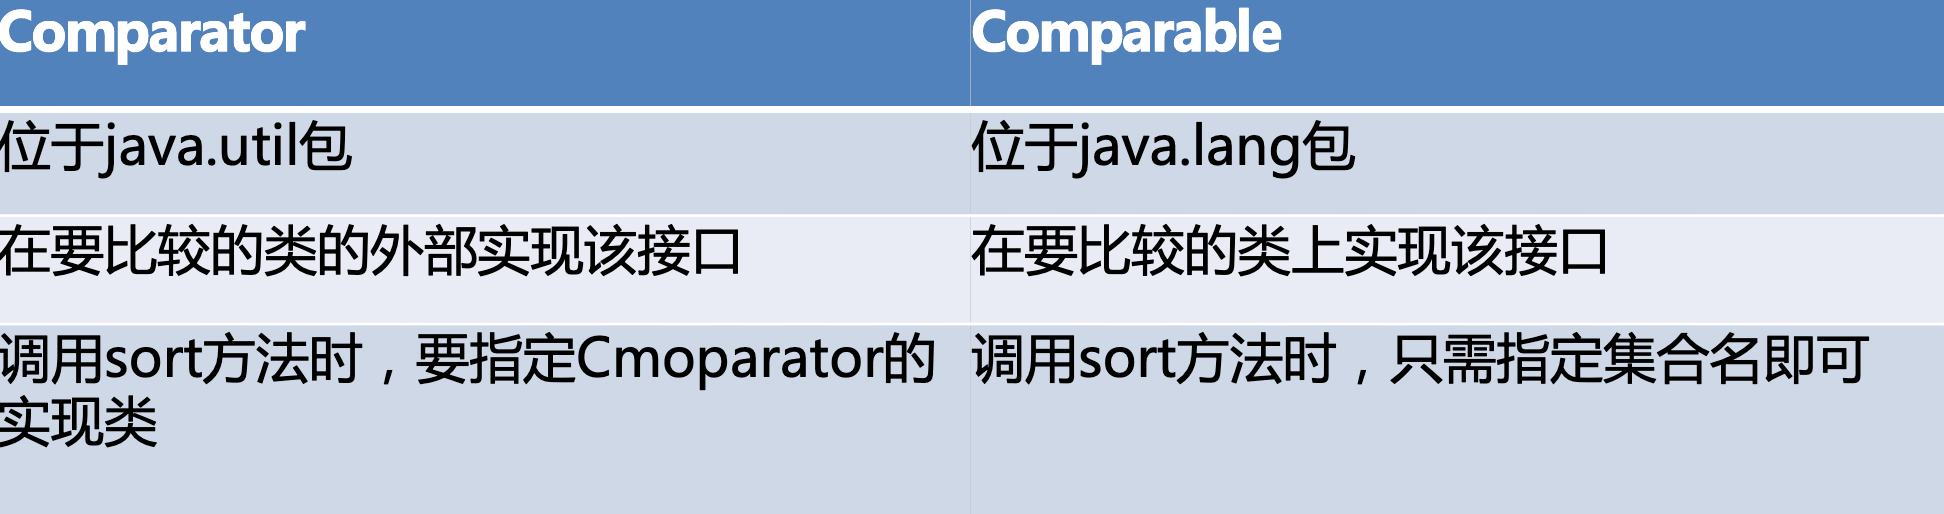 Comparator
Comparable
位于java.util包
位于java.lang包
在要比较的类的外部实现该接口
在要比较的类上实现该接口
调用sort方法时，要指定Cmoparator的
实现类
调用sort方法时，只需指定集合名即可